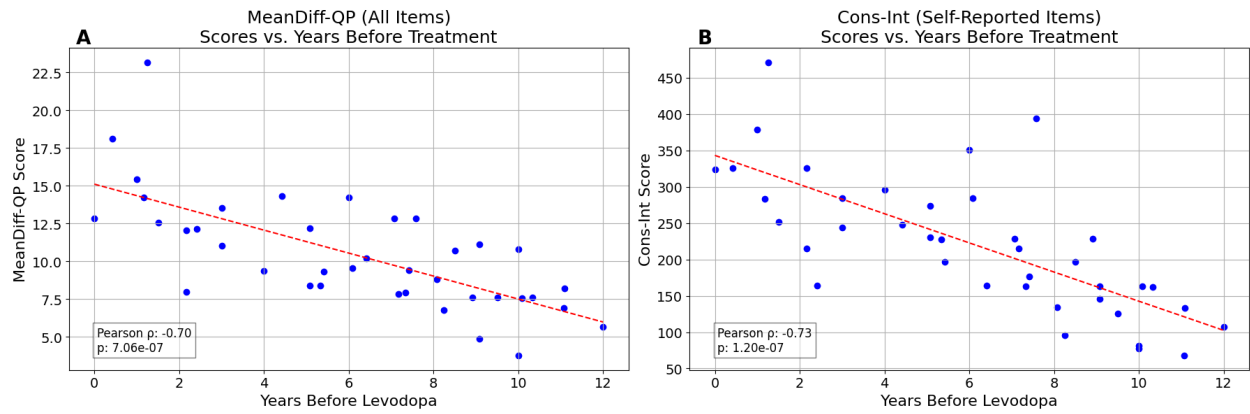 MeanDiff-QP (All Items)
A Scores vs. Years Before Treatment
22.5
20.0
17.5
15.0
12.5
10.0
7.5
5.0
MeanDiff-QP Score
Pearson ρ: -0.70
p: 7.06e-07
0 2 4 6 8 10 12
Years Before Levodopa
Cons-Int (Self-Reported Items)
B Scores vs. Years Before Treatment
450
400
350
300
250
200
150
100
50
Cons-Int Score
Pearson ρ: -0.73
p: 1.20e-07
0 2 4 6 8 10 12
Years Before Levodopa